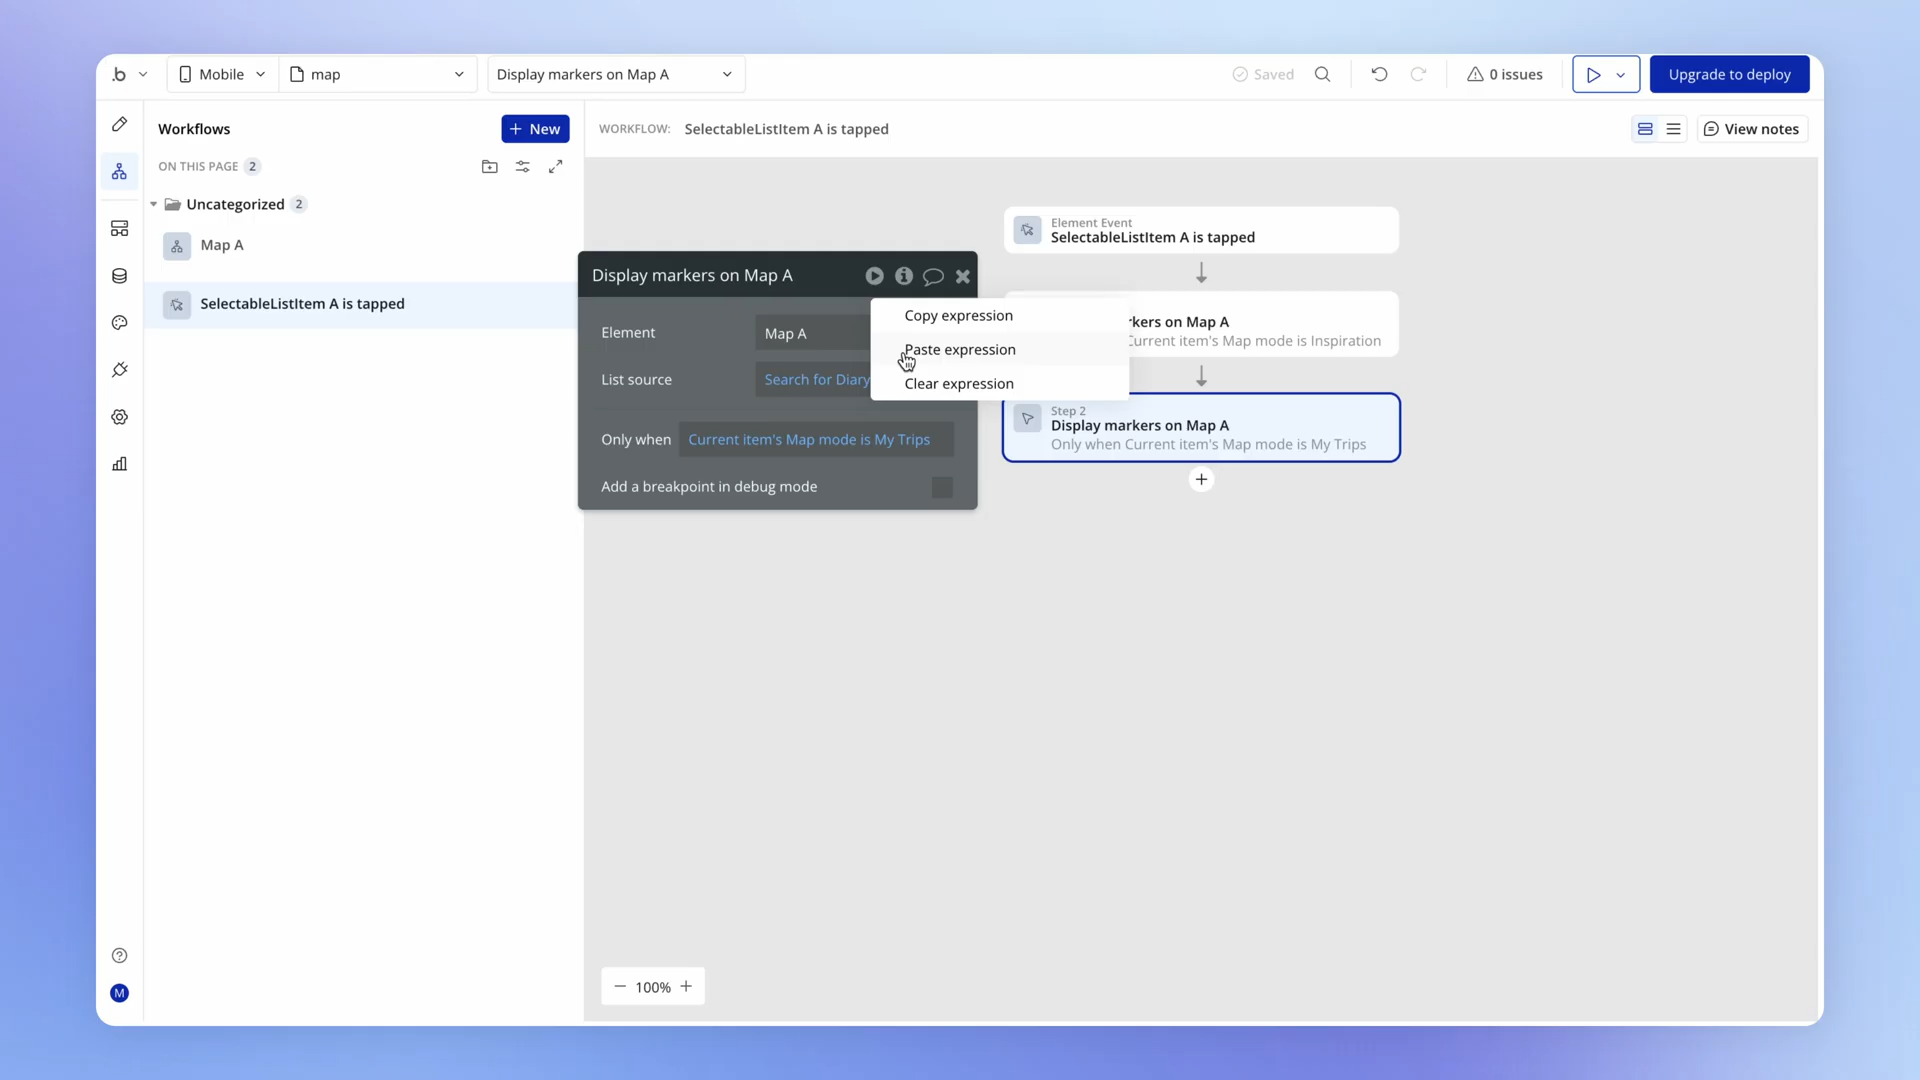 .b
Mobile
map
Display markers on Map A
Saved
0 issues
Upgrade to deploy
Workflows
+ New
WORKFLOW: SelectableListItem A is tapped
View notes
ON THIS PAGE 2
Uncategorized 2
Map A
SelectableListItem A is tapped
Element Event
SelectableListItem A is tapped
Display markers on Map A
Element
Map A
List source
Search for Diary
Only when
Current item's Map mode is My Trips
Add a breakpoint in debug mode
Copy expression
Paste expression
Clear expression
on Map A
Current item's Map mode is Inspiration
Step 2
Display markers on Map A
Only when Current item's Map mode is My Trips
100%
M